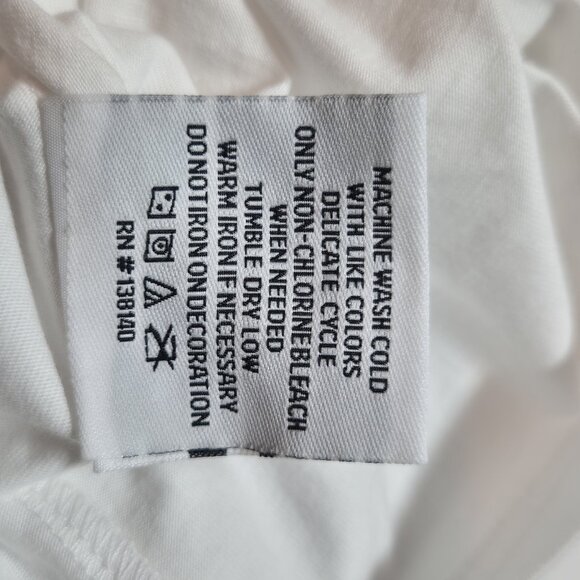 MACHINE WASH COLD
WITH LIKE COLORS
DELICATE CYCLE
ONLY NON-CHLORINE BLEACH
WHEN NEEDED
TUMBLE DRY LOW
WARM IRON IF NECESSARY
DO NOT IRON ON DECORATION
RN # 138140